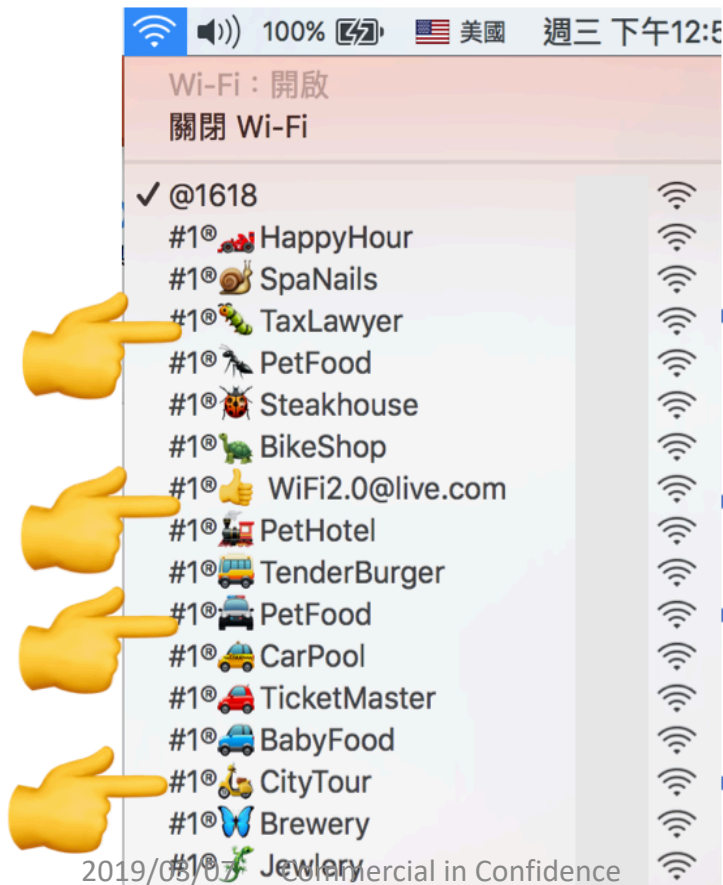 100% 美國 週三 下午12:5
Wi-Fi：開啟
關閉 Wi-Fi
✓ @1618
#1®🏎️ HappyHour
#1®🐌 SpaNails
#1®🐛 TaxLawyer
#1®🐜 PetFood
#1®🐞 Steakhouse
#1®🐢 BikeShop
#1®👍 WiFi2.0@live.com
#1®🚂 PetHotel
#1®🚌 TenderBurger
#1®🚔 PetFood
#1®🚕 CarPool
#1®🚗 TicketMaster
#1®🚙 BabyFood
#1®🛵 CityTour
#1®🦋 Brewery
#1®🦎 Jewlery
2019/03/07 Commercial in Confidence